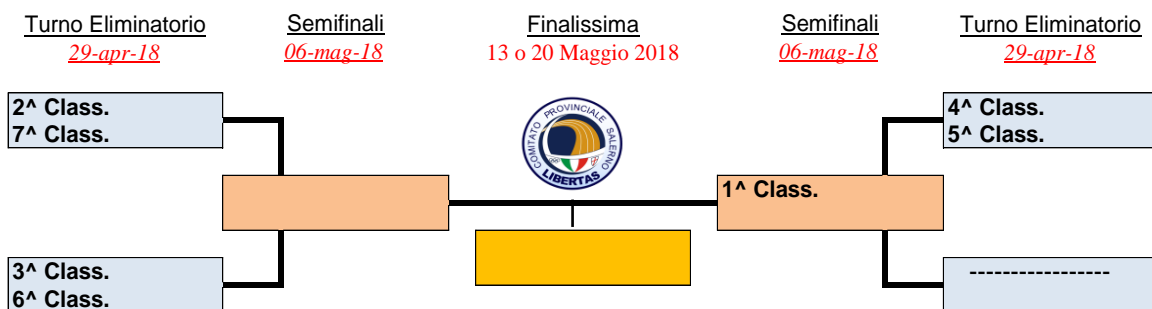 Turno Eliminatorio Semifinali Finalissima Semifinali Turno Eliminatorio
29-apr-18 06-mag-18 13 o 20 Maggio 2018 06-mag-18 29-apr-18
2^ Class.
7^ Class.
4^ Class.
5^ Class.
COMITATO PROVINCIALE SALERNO
LIBERTAS
1^ Class.
3^ Class.
6^ Class.
-----------------